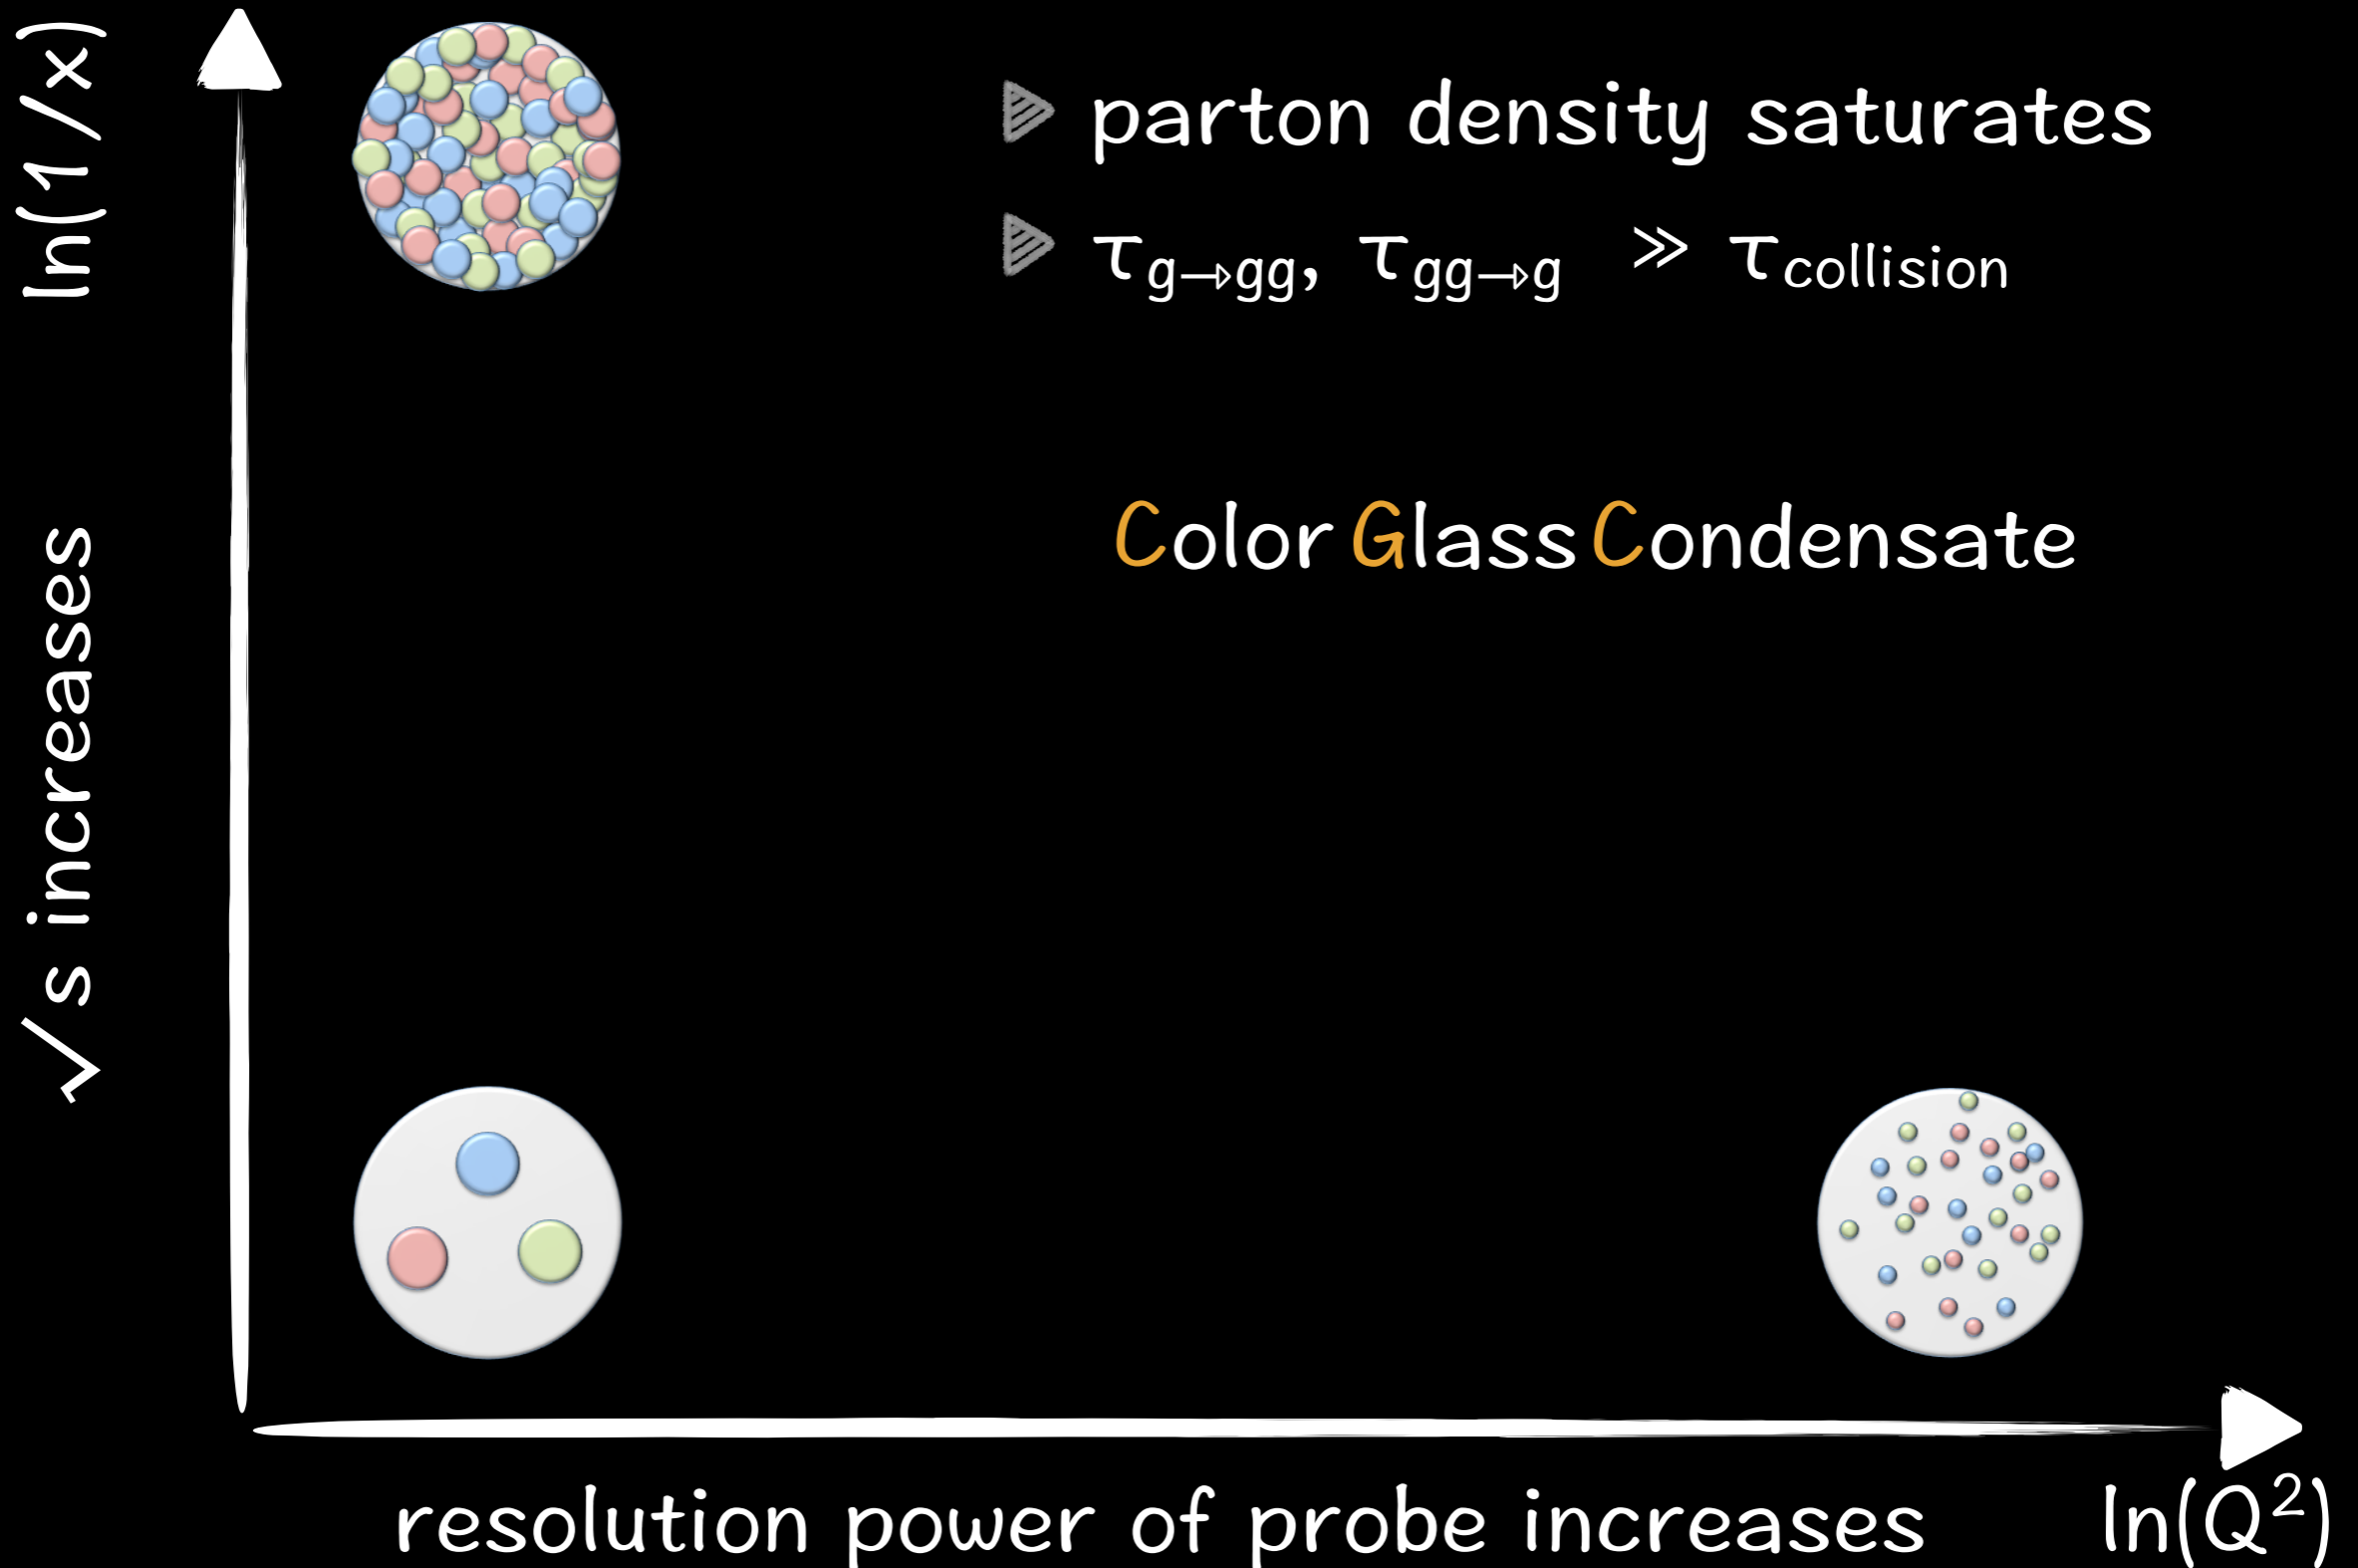 ln(1/x)
√s increases
parton density saturates
τg→gg, τgg→g ≫ τcollision
Color Glass Condensate
resolution power of probe increases
ln(Q²)